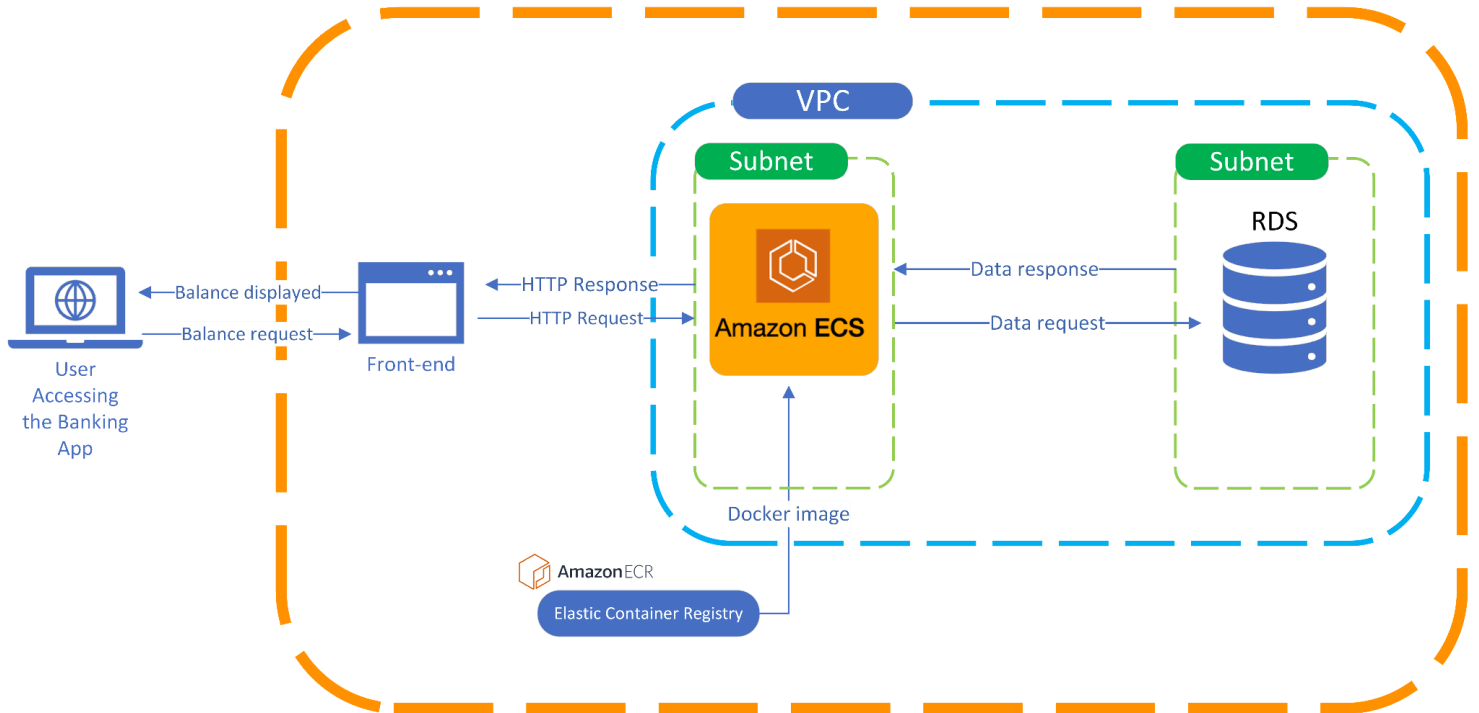 VPC
Subnet
Subnet
RDS
Data response
HTTP Response
Balance displayed
HTTP Request
Data request
Amazon ECS
Balance request
Front-end
User
Accessing
the Banking
App
Docker image
Amazon ECR
Elastic Container Registry